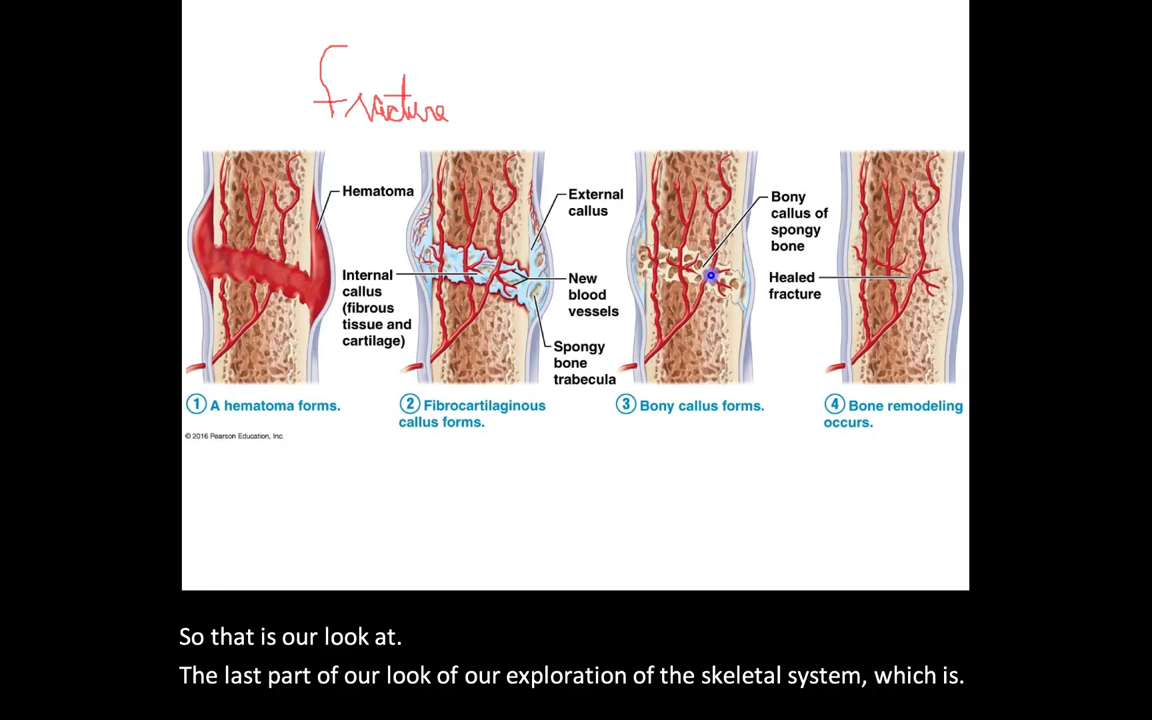 Fracture
Hematoma
Internal
callus
(fibrous
tissue and
cartilage)
External
callus
New
blood
vessels
Spongy
bone
trabecula
Bony
callus of
spongy
bone
Healed
fracture
1 A hematoma forms.
2 Fibrocartilaginous
callus forms.
3 Bony callus forms.
4 Bone remodeling
occurs.
© 2016 Pearson Education, Inc.
So that is our look at.
The last part of our look of our exploration of the skeletal system, which is.